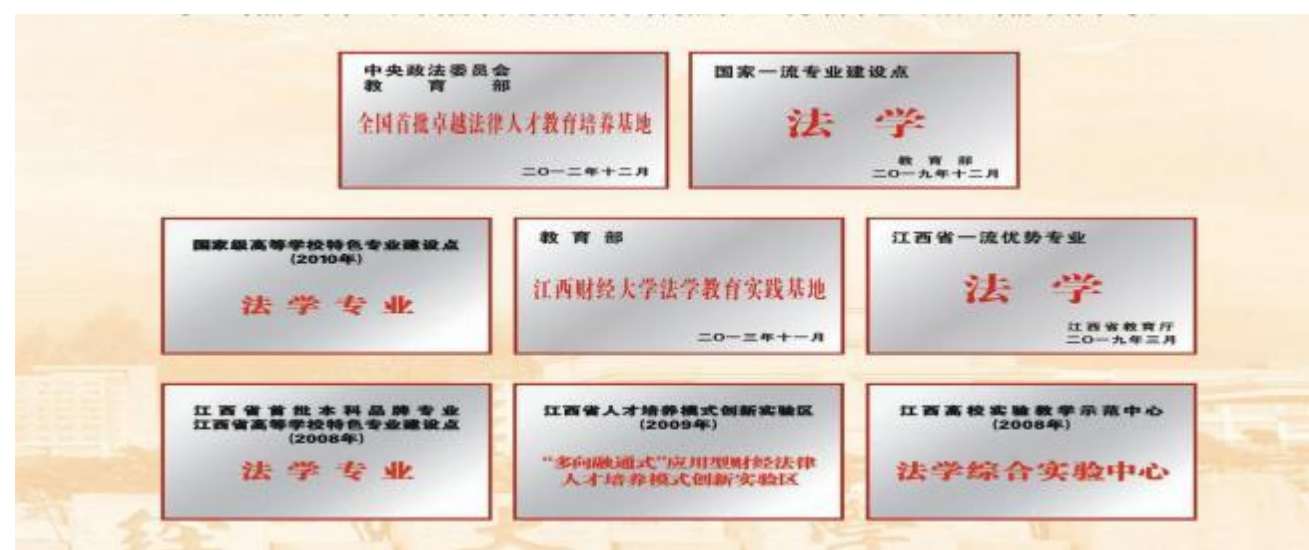 中央政法委员会
教育部
全国首批卓越法律人才教育培养基地
二〇一二年十二月
国家一流专业建设点
法学
教育部
二〇一九年十二月
国家级高等学校特色专业建设点
(2010年)
法学专业
教育部
江西财经大学法学教育实践基地
二〇一三年十一月
江西省一流优势专业
法学
江西省教育厅
二〇一九年三月
江西省首批本科品牌专业
江西省高等学校特色专业建设点
(2008年)
法学专业
江西省人才培养模式创新实验区
(2009年)
“多向融通式”应用型财经法律
人才培养模式创新实验区
江西高校实验教学示范中心
(2008年)
法学综合实验中心